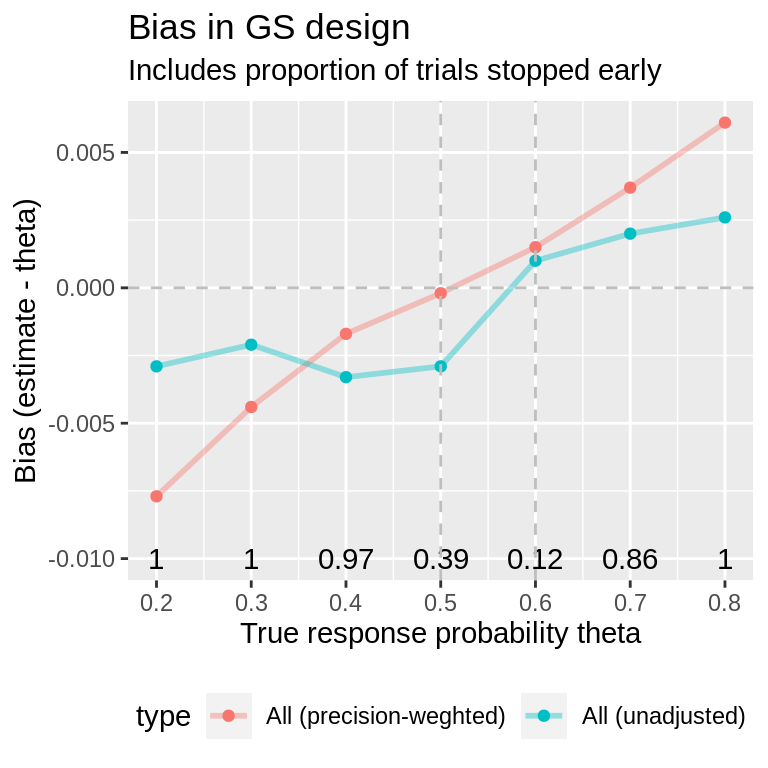 Bias in GS design
Includes proportion of trials stopped early
Bias (estimate - theta)
0.005
0.000
-0.005
-0.010
1 1 0.97 0.39 0.12 0.86 1
0.2 0.3 0.4 0.5 0.6 0.7 0.8
True response probability theta
type All (precision-weghted) All (unadjusted)